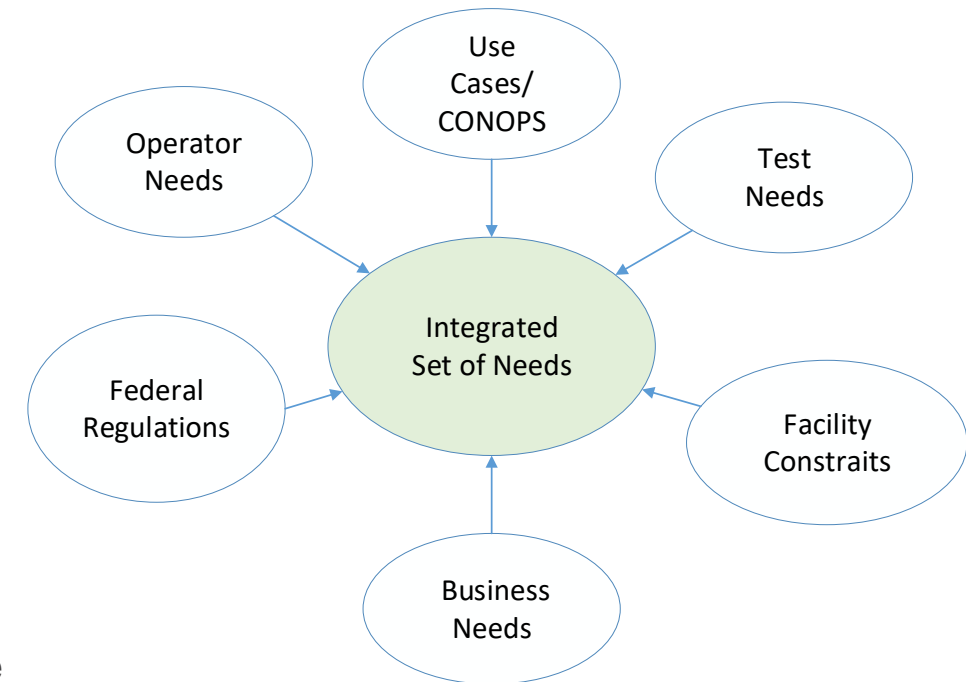 Use
Cases/
CONOPS
Operator
Needs
Test
Needs
Integrated
Set of Needs
Federal
Regulations
Facility
Constraits
Business
Needs
e